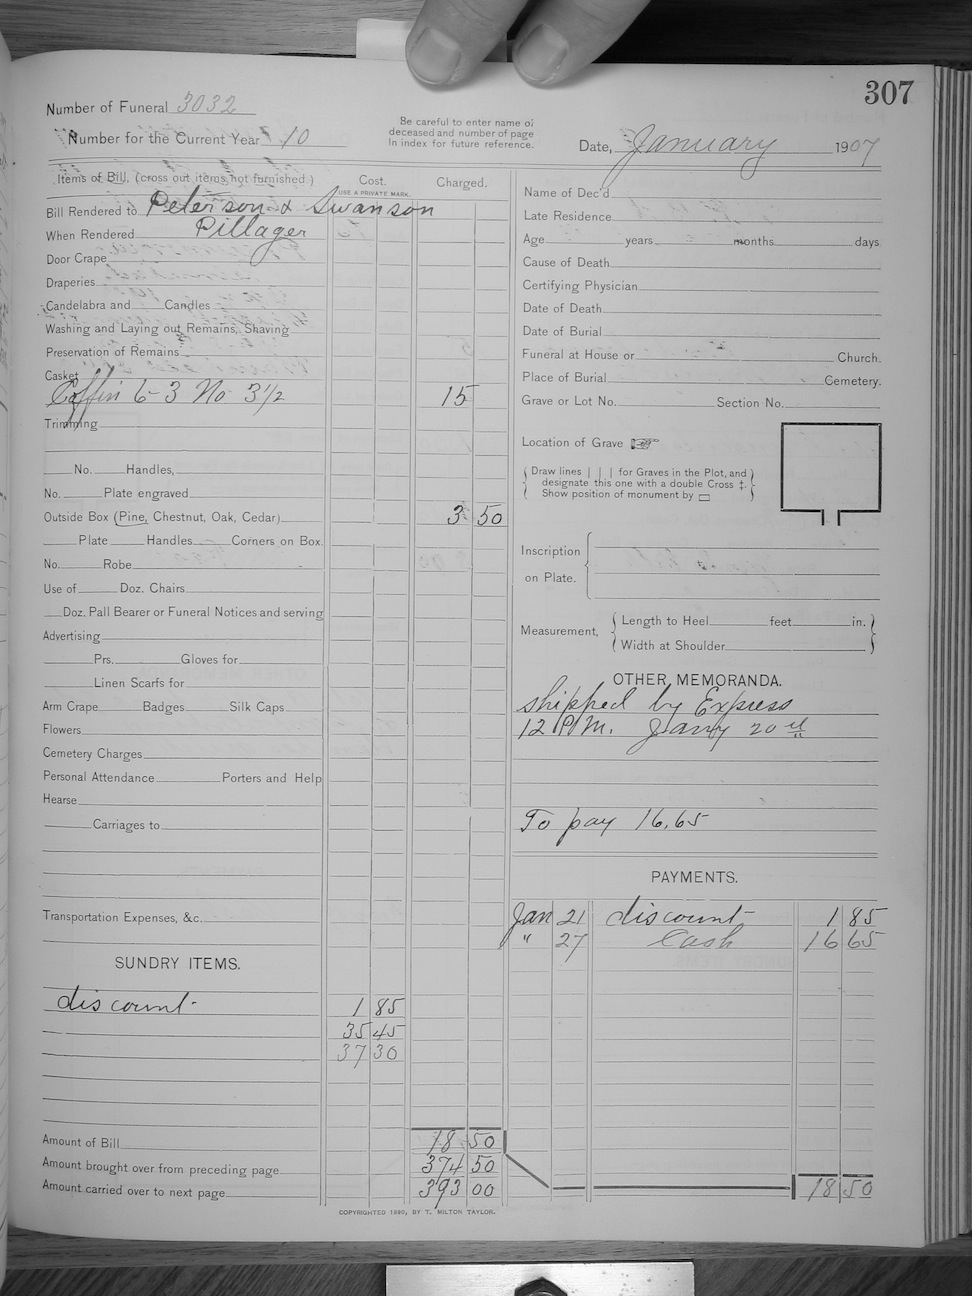 307
Number of Funeral 3032
Number for the Current Year 10
Be careful to enter name of
deceased and number of page
In index for future reference.
Date, January 1907
Items of Bill, (cross out items not furnished.)
Cost.
USE A PRIVATE MARK.
Charged.
Bill Rendered to Peterson & Swanson
When Rendered Pillager
Door Crape
Draperies
Candelabra and Candles
Washing and Laying out Remains, Shaving
Preservation of Remains
Casket
Coffin 6-3 No 3½ 15
Trimming
No. Handles,
No. Plate engraved
Outside Box (Pine, Chestnut, Oak, Cedar) 3 50
Plate Handles Corners on Box.
No. Robe
Use of Doz. Chairs
Doz. Pall Bearer or Funeral Notices and serving
Advertising
Prs. Gloves for
Linen Scarfs for
Arm Crape Badges Silk Caps
Flowers
Cemetery Charges
Personal Attendance Porters and Help
Hearse
Carriages to
Transportation Expenses, &c.
SUNDRY ITEMS.
discount 1 85
35 45
37 30
Amount of Bill 18 50
Amount brought over from preceding page 374 50
Amount carried over to next page 393 00
COPYRIGHTED 1890, BY T. MILTON TAYLOR.
Name of Dec'd
Late Residence
Age years months days
Cause of Death
Certifying Physician
Date of Death
Date of Burial
Funeral at House or Church.
Place of Burial Cemetery.
Grave or Lot No. Section No.
Location of Grave
Draw lines | | | for Graves in the Plot, and
designate this one with a double Cross ‡.
Show position of monument by ▭
Inscription
on Plate.
Measurement,
Length to Heel feet in.
Width at Shoulder
OTHER MEMORANDA.
shipped by Express
12 P.M. Jany 20
To pay 16.65
PAYMENTS.
Jan 21 discount 1 85
" 27 Cash 16 65
18 50